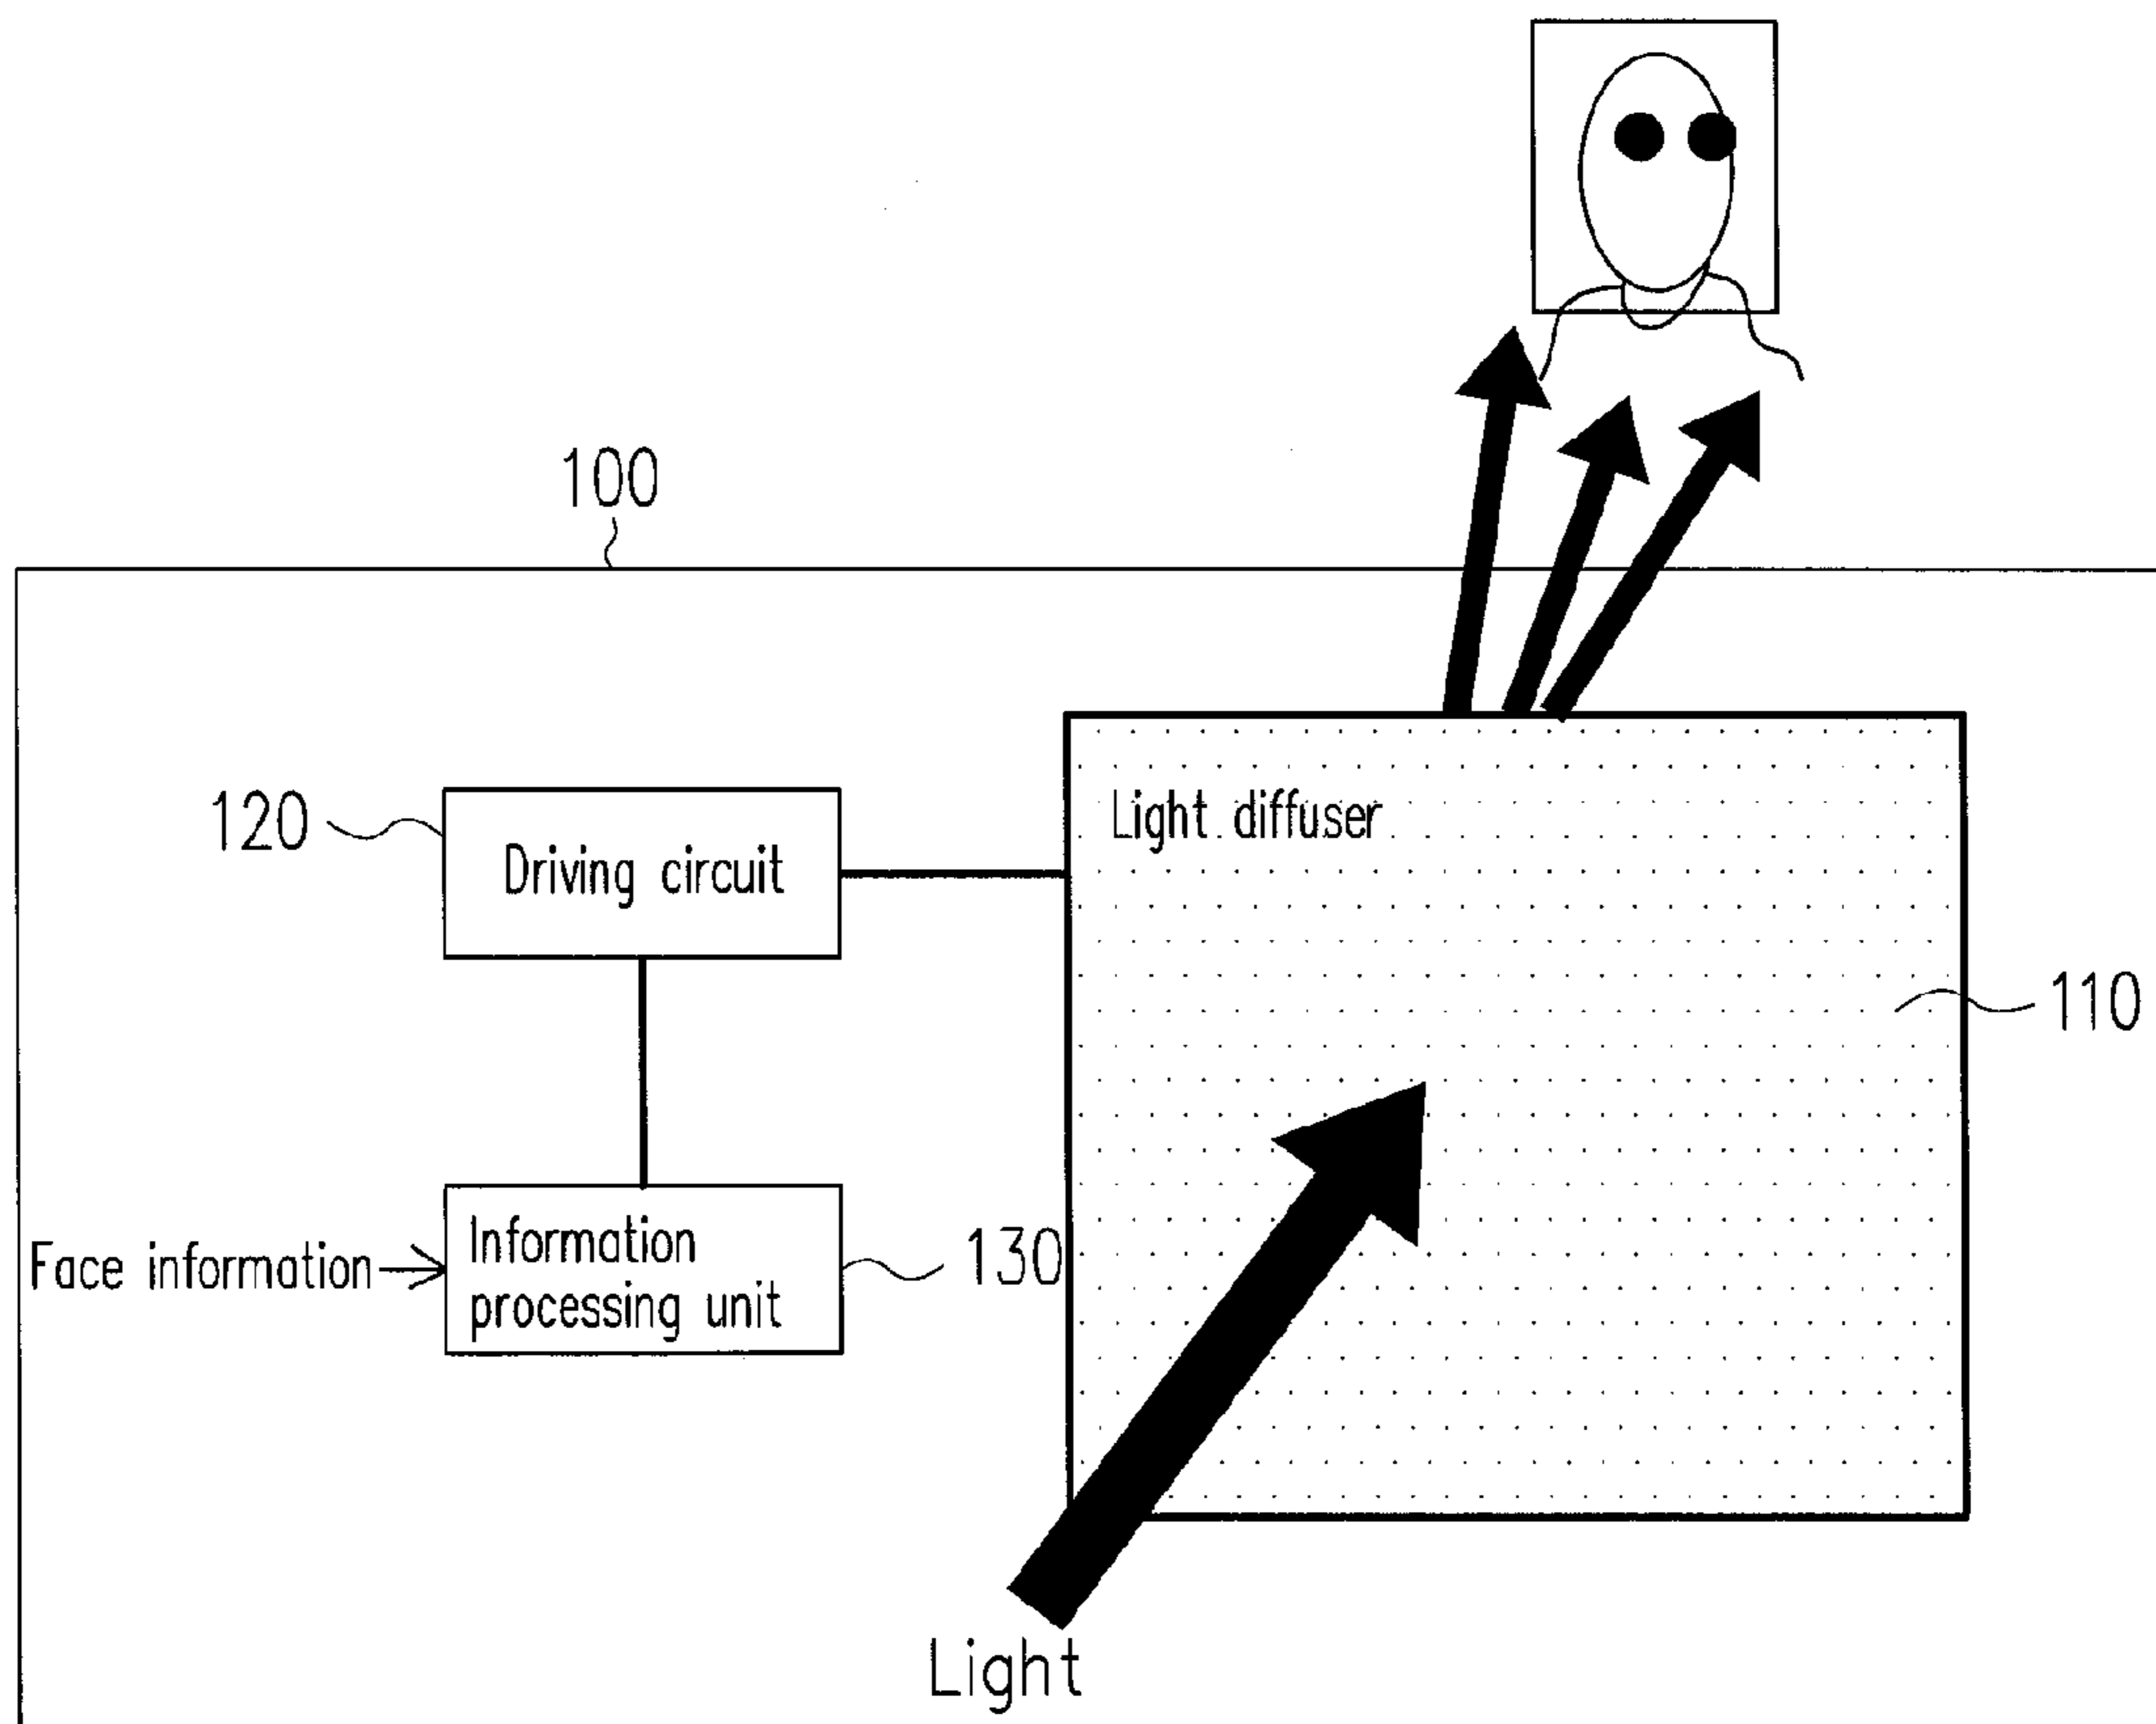 100
120
Driving circuit
Light diffuser
110
Face information
Information
processing unit
130
Light